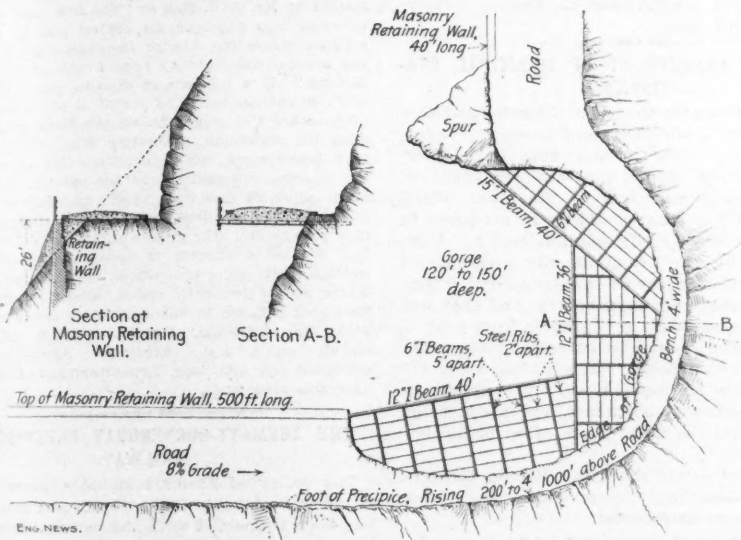 Masonry
Retaining Wall,
40' long
Road
Spur
15" I Beam, 40'
6" I Beam
Retain-
ing
Wall
26'
Section at
Masonry Retaining
Wall.
Section A-B.
Gorge
120' to 150'
deep.
A
B
12" I Beam, 36'
Bench 4' wide
6" I Beams,
5' apart
Steel Ribs,
2' apart.
12" I Beam, 40'
Edge of Gorge
Top of Masonry Retaining Wall, 500 ft. long.
Road
8% Grade
Foot of Precipice, Rising 200' to 1000' above Road
4'
ENG. NEWS.